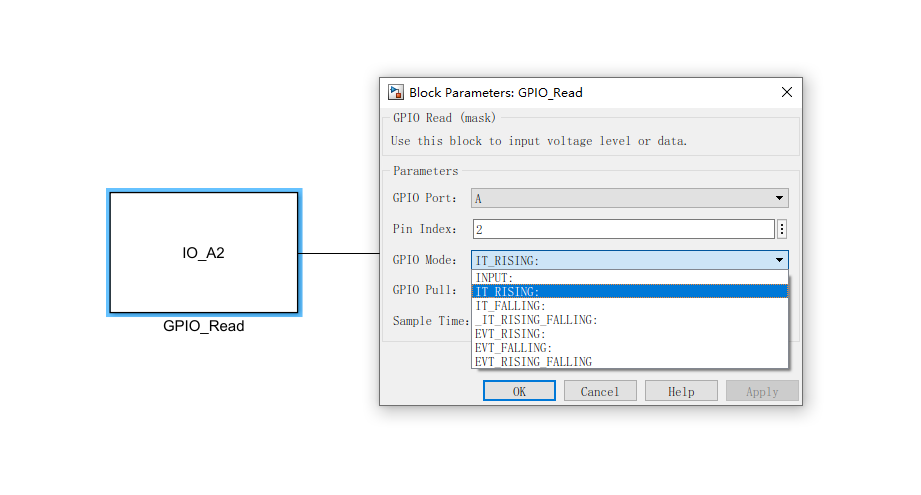 Block Parameters: GPIO_Read
GPIO Read (mask)
Use this block to input voltage level or data.
Parameters
GPIO Port: A
Pin Index: 2
GPIO Mode: IT_RISING:
INPUT:
IT_RISING:
IT_FALLING:
_IT_RISING_FALLING:
EVT_RISING:
EVT_FALLING:
EVT_RISING_FALLING
GPIO Pull:
Sample Time:
OK Cancel Help Apply
IO_A2
GPIO_Read